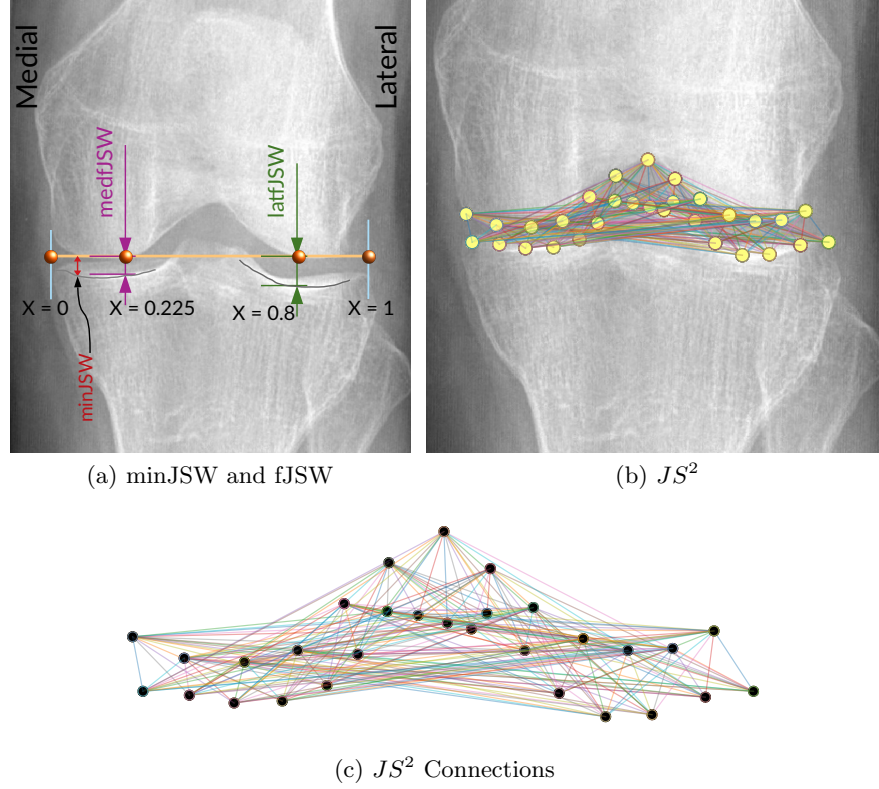 Medial
Lateral
medfJSW
latfJSW
X = 0
X = 0.225
X = 0.8
X = 1
minJSW
(a) minJSW and fJSW
(b) JS²
(c) JS² Connections